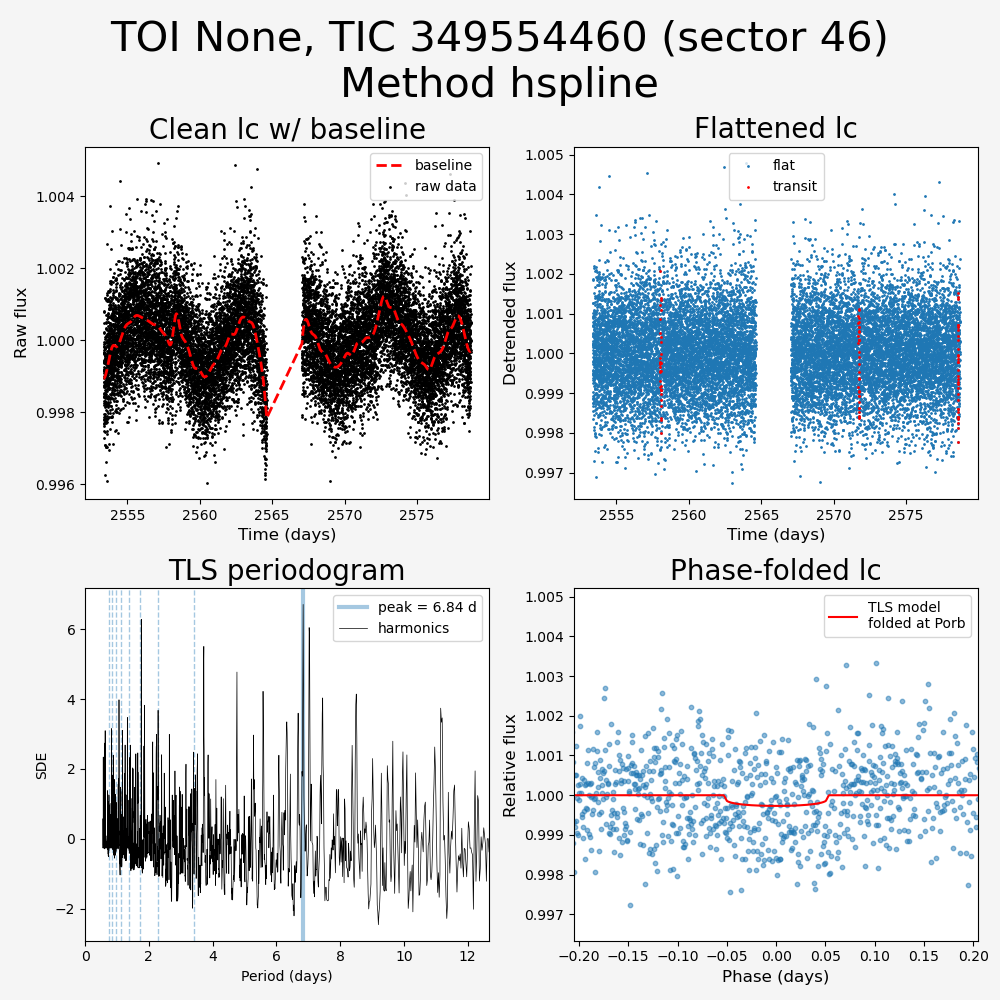 TOI None, TIC 349554460 (sector 46)
Method hspline
Clean lc w/ baseline
Flattened lc
baseline
raw data
flat
transit
Raw flux
1.004
1.002
1.000
0.998
0.996
2555
2560
2565
2570
2575
Time (days)
Detrended flux
1.005
1.004
1.003
1.002
1.001
1.000
0.999
0.998
0.997
2555
2560
2565
2570
2575
Time (days)
TLS periodogram
Phase-folded lc
peak = 6.84 d
harmonics
TLS model
folded at Porb
SDE
6
4
2
0
−2
0
2
4
6
8
10
12
Period (days)
Relative flux
1.005
1.004
1.003
1.002
1.001
1.000
0.999
0.998
0.997
−0.20
−0.15
−0.10
−0.05
0.00
0.05
0.10
0.15
0.20
Phase (days)